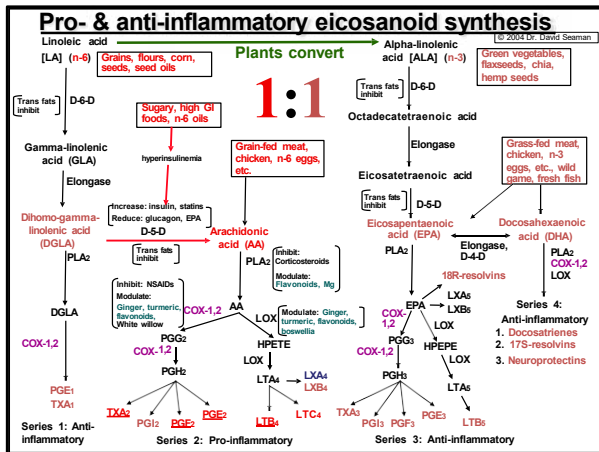 Pro- & anti-inflammatory eicosanoid synthesis
© 2004 Dr. David Seaman
Linoleic acid
[LA] (n-6)
Grains, flours, corn,
seeds, seed oils
Plants convert
Alpha-linolenic
acid [ALA] (n-3)
Green vegetables,
flaxseeds, chia,
hemp seeds
1:1
Trans fats
inhibit
D-6-D
Sugary, high GI
foods, n-6 oils
Trans fats
inhibit
D-6-D
Octadecatetraenoic acid
Gamma-linolenic
acid (GLA)
hyperinsulinemia
Grain-fed meat,
chicken, n-6 eggs,
etc.
Elongase
Eicosatetraenoic acid
Grass-fed meat,
chicken, n-3
eggs, etc., wild
game, fresh fish
Elongase
Increase: insulin, statins
Reduce: glucagon, EPA
Trans fats
inhibit
D-5-D
Dihomo-gamma-
linolenic acid
(DGLA)
D-5-D
Trans fats
inhibit
Arachidonic
acid (AA)
Eicosapentaenoic
acid (EPA)
Docosahexaenoic
acid (DHA)
Elongase,
D-4-D
PLA2
PLA2
Inhibit:
Corticosteroids
Modulate:
Flavonoids, Mg
PLA2
18R-resolvins
PLA2
COX-1,2
LOX
Inhibit: NSAIDs
Modulate:
Ginger, turmeric,
flavonoids,
White willow
DGLA
AA
COX-1,2
LOX
Modulate: Ginger,
turmeric, flavonoids,
boswellia
EPA
LXA5
LXB5
COX-
1,2
LOX
Series 4:
Anti-inflammatory
1. Docosatrienes
2. 17S-resolvins
3. Neuroprotectins
COX-1,2
PGG2
COX-1,2
HPETE
LOX
PGG3
COX-1,2
HPEPE
LOX
PGH2
LTA4
LXA4
LXB4
PGH3
LTA5
PGE1
TXA1
TXA2
PGI2
PGF2
PGE2
LTB4
LTC4
TXA3
PGI3
PGF3
PGE3
LTB5
Series 1: Anti-
inflammatory
Series 2: Pro-inflammatory
Series 3: Anti-inflammatory